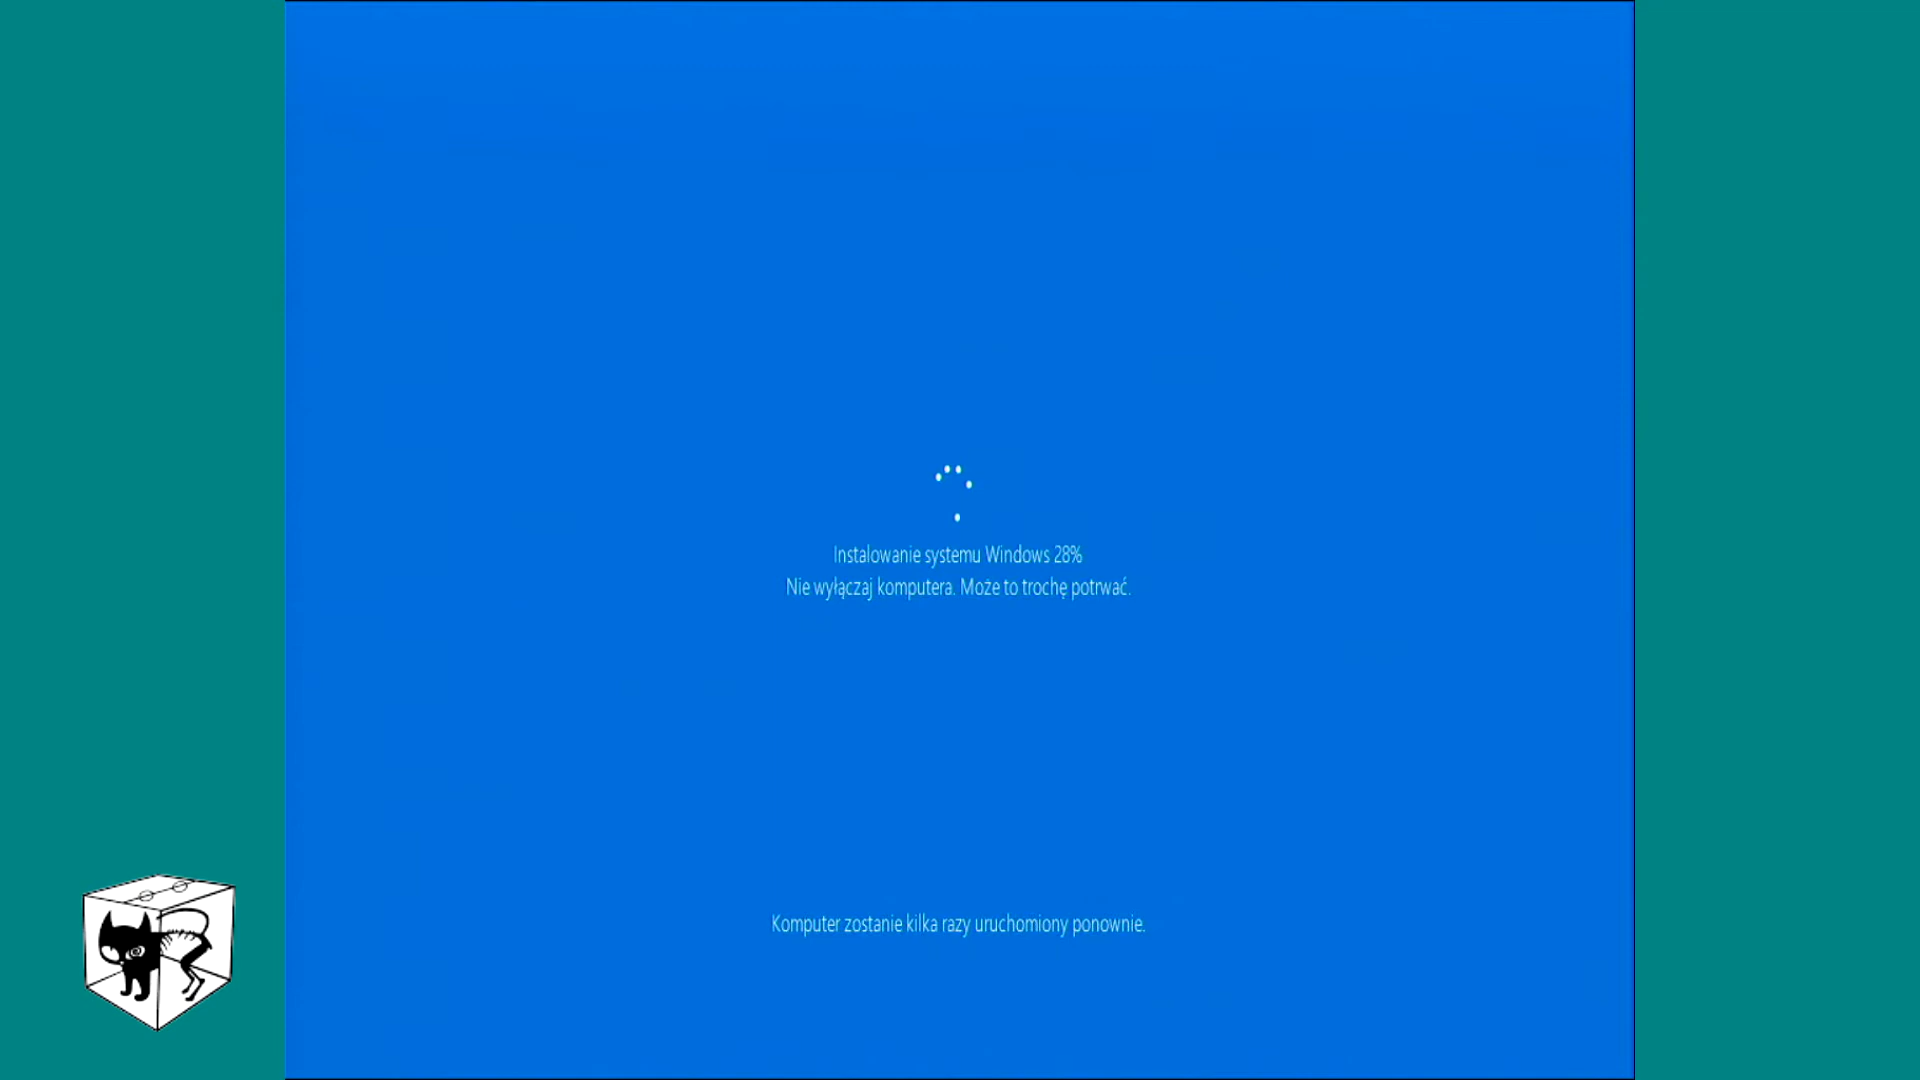 Instalowanie systemu Windows 28%
Nie wyłączaj komputera. Może to trochę potrwać.
Komputer zostanie kilka razy uruchomiony ponownie.